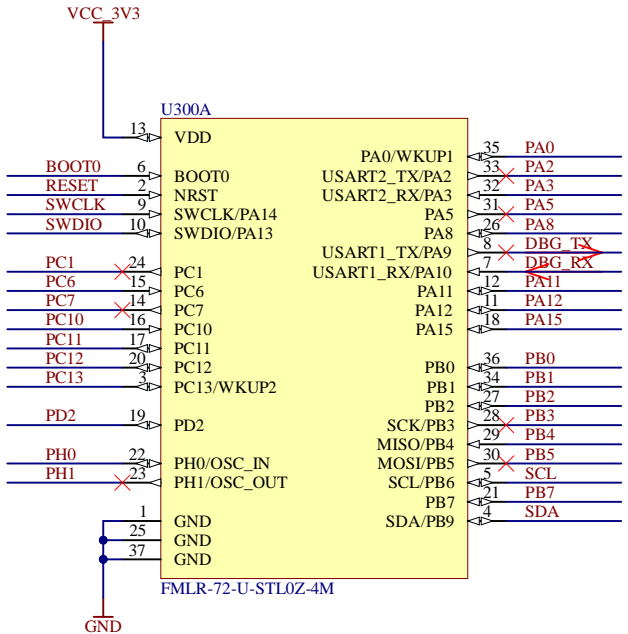 VCC_3V3
U300A
13 VDD
BOOT0 6 BOOT0
RESET 2 NRST
SWCLK 9 SWCLK/PA14
SWDIO 10 SWDIO/PA13
PC1 24 PC1
PC6 15 PC6
PC7 14 PC7
PC10 16 PC10
PC11 17 PC11
PC12 20 PC12
PC13 3 PC13/WKUP2
PD2 19 PD2
PH0 22 PH0/OSC_IN
PH1 23 PH1/OSC_OUT
1 GND
25 GND
37 GND
PA0/WKUP1 35 PA0
USART2_TX/PA2 33 PA2
USART2_RX/PA3 32 PA3
PA5 31 PA5
PA8 26 PA8
USART1_TX/PA9 8 DBG_TX
USART1_RX/PA10 7 DBG_RX
PA11 12 PA11
PA12 11 PA12
PA15 18 PA15
PB0 36 PB0
PB1 34 PB1
PB2 27 PB2
SCK/PB3 28 PB3
MISO/PB4 29 PB4
MOSI/PB5 30 PB5
SCL/PB6 5 SCL
PB7 21 PB7
SDA/PB9 4 SDA
FMLR-72-U-STL0Z-4M
GND